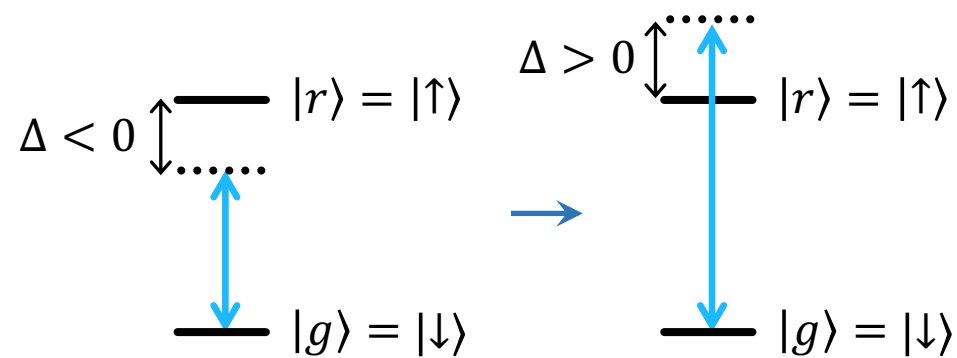 Δ > 0
|r⟩ = |↑⟩
|r⟩ = |↑⟩
Δ < 0
|g⟩ = |↓⟩
|g⟩ = |↓⟩